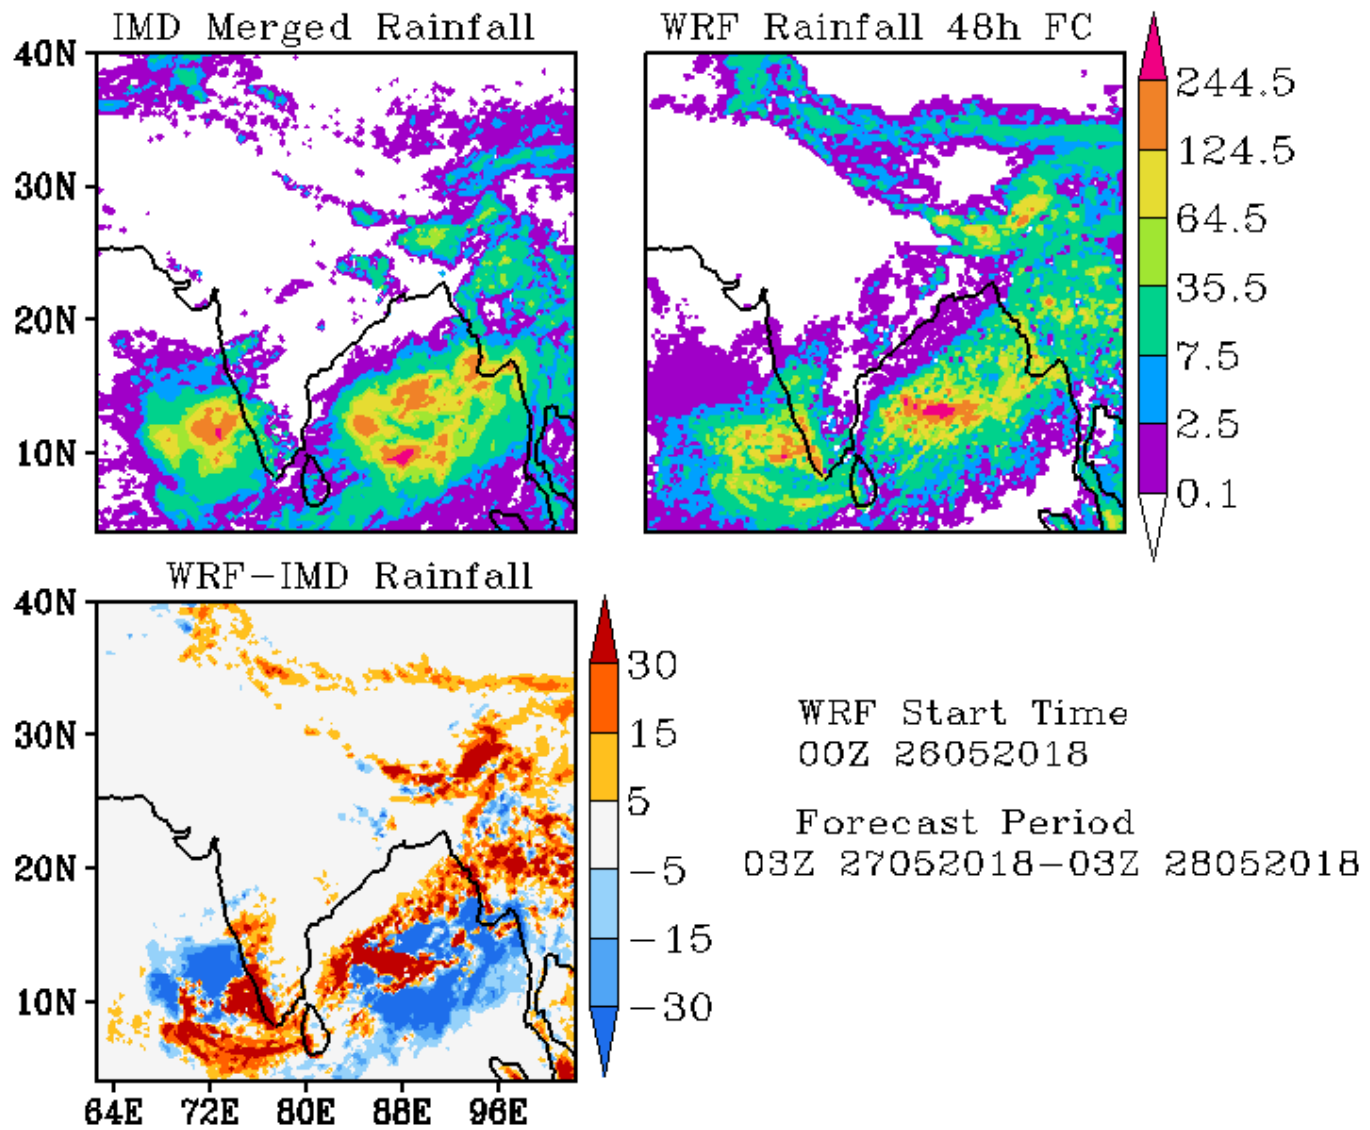 IMD Merged Rainfall
40N
30N
20N
10N
WRF Rainfall 48h FC
244.5
124.5
64.5
35.5
7.5
2.5
0.1
WRF-IMD Rainfall
40N
30N
20N
10N
64E 72E 80E 88E 96E
30
15
5
-5
-15
-30
WRF Start Time
00Z 26052018
Forecast Period
03Z 27052018-03Z 28052018